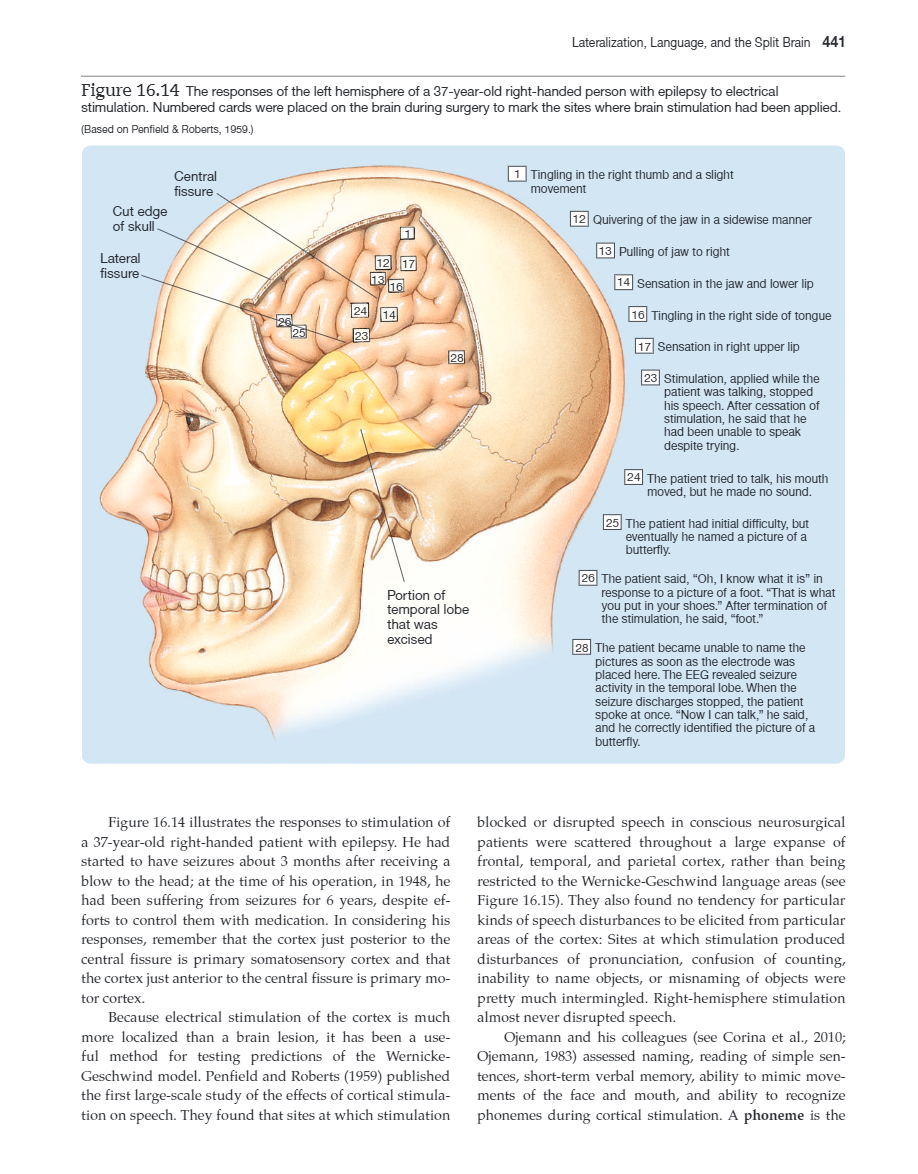 Lateralization, Language, and the Split Brain 441
Figure 16.14 The responses of the left hemisphere of a 37-year-old right-handed person with epilepsy to electrical
stimulation. Numbered cards were placed on the brain during surgery to mark the sites where brain stimulation had been applied.
(Based on Penfield & Roberts, 1959.)
Central
fissure
Cut edge
of skull
Lateral
fissure
1
12 17
13
16
24
14
26
25
23
28
Portion of
temporal lobe
that was
excised
1 Tingling in the right thumb and a slight
movement
12 Quivering of the jaw in a sidewise manner
13 Pulling of jaw to right
14 Sensation in the jaw and lower lip
16 Tingling in the right side of tongue
17 Sensation in right upper lip
23 Stimulation, applied while the
patient was talking, stopped
his speech. After cessation of
stimulation, he said that he
had been unable to speak
despite trying.
24 The patient tried to talk, his mouth
moved, but he made no sound.
25 The patient had initial difficulty, but
eventually he named a picture of a
butterfly.
26 The patient said, “Oh, I know what it is” in
response to a picture of a foot. “That is what
you put in your shoes.” After termination of
the stimulation, he said, “foot.”
28 The patient became unable to name the
pictures as soon as the electrode was
placed here. The EEG revealed seizure
activity in the temporal lobe. When the
seizure discharges stopped, the patient
spoke at once. “Now I can talk,” he said,
and he correctly identified the picture of a
butterfly.
Figure 16.14 illustrates the responses to stimulation of
a 37-year-old right-handed patient with epilepsy. He had
started to have seizures about 3 months after receiving a
blow to the head; at the time of his operation, in 1948, he
had been suffering from seizures for 6 years, despite ef-
forts to control them with medication. In considering his
responses, remember that the cortex just posterior to the
central fissure is primary somatosensory cortex and that
the cortex just anterior to the central fissure is primary mo-
tor cortex.
Because electrical stimulation of the cortex is much
more localized than a brain lesion, it has been a use-
ful method for testing predictions of the Wernicke-
Geschwind model. Penfield and Roberts (1959) published
the first large-scale study of the effects of cortical stimula-
tion on speech. They found that sites at which stimulation
blocked or disrupted speech in conscious neurosurgical
patients were scattered throughout a large expanse of
frontal, temporal, and parietal cortex, rather than being
restricted to the Wernicke-Geschwind language areas (see
Figure 16.15). They also found no tendency for particular
kinds of speech disturbances to be elicited from particular
areas of the cortex: Sites at which stimulation produced
disturbances of pronunciation, confusion of counting,
inability to name objects, or misnaming of objects were
pretty much intermingled. Right-hemisphere stimulation
almost never disrupted speech.
Ojemann and his colleagues (see Corina et al., 2010;
Ojemann, 1983) assessed naming, reading of simple sen-
tences, short-term verbal memory, ability to mimic move-
ments of the face and mouth, and ability to recognize
phonemes during cortical stimulation. A phoneme is the